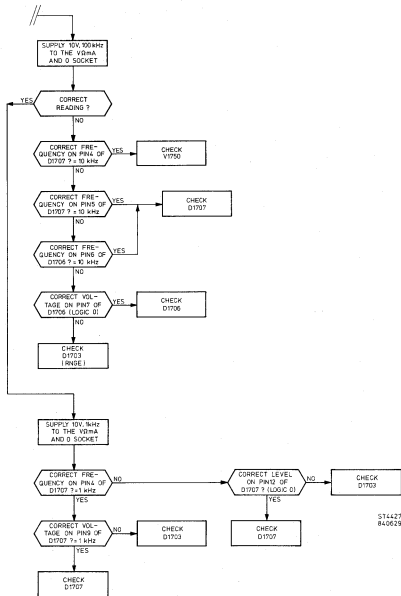 SUPPLY 10V, 100kHz
TO THE VΩmA
AND 0 SOCKET
YES
CORRECT
READING ?
NO
CORRECT FRE-
QUENCY ON PIN4 OF
D1707 ? = 10 kHz
YES
CHECK
V1750
NO
CORRECT FRE-
QUENCY ON PIN5 OF
D1707 ? = 10 kHz
YES
CHECK
D1707
NO
CORRECT FRE-
QUENCY ON PIN6 OF
D1706 ? = 10 kHz
YES
NO
CORRECT VOL-
TAGE ON PIN7 OF
D1706 (LOGIC 0)
YES
CHECK
D1706
NO
CHECK
D1703
(RNGE)
SUPPLY 10V, 1kHz
TO THE VΩmA
AND 0 SOCKET
CORRECT FRE-
QUENCY ON PIN4 OF
D1707 ? = 1 kHz
NO
CORRECT LEVEL
ON PIN12 OF
D1707 ? (LOGIC 0)
NO
CHECK
D1703
YES
YES
CORRECT VOL-
TAGE ON PIN9 OF
D1707 ? = 1 kHz
NO
CHECK
D1703
CHECK
D1707
YES
CHECK
D1707
ST4427
840629